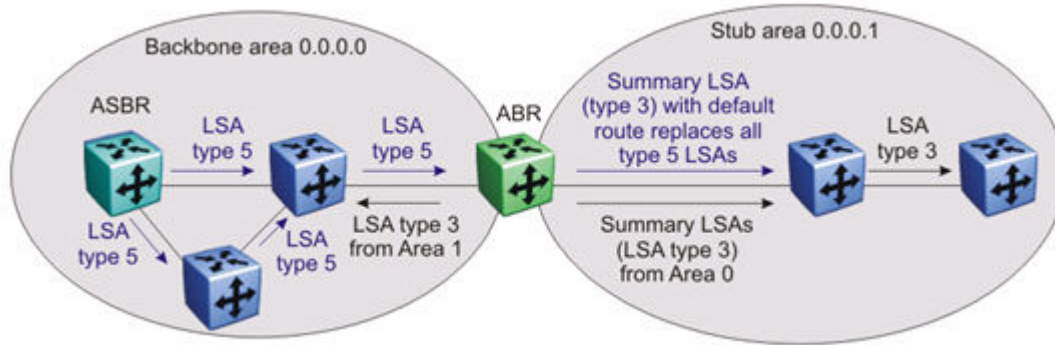 Backbone area 0.0.0.0
Stub area 0.0.0.1
ASBR
LSA
type 5
LSA
type 5
ABR
Summary LSA
(type 3) with default
route replaces all
type 5 LSAs
LSA
type 3
LSA
type 5
LSA
type 5
LSA type 3
from Area 1
Summary LSAs
(LSA type 3)
from Area 0